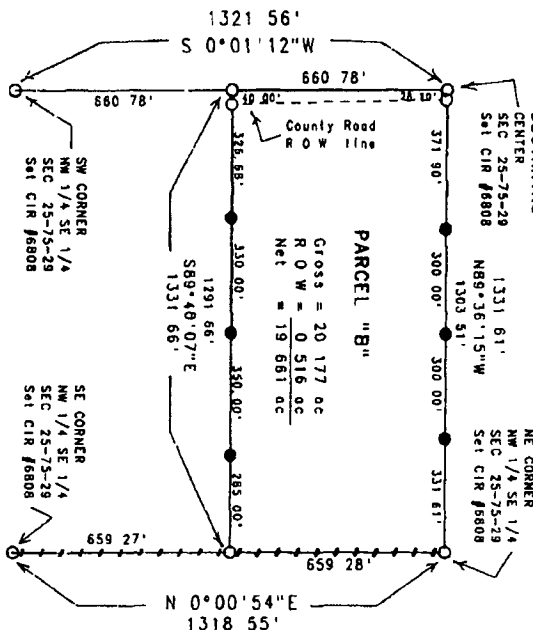 1321 56'
S 0°01'12"W
660 78'
660 78'
County Road
R O W line
CENTER
SEC 25-75-29
Set CIR #6808
SW CORNER
NW 1/4 SE 1/4
SEC 25-75-29
Set CIR #6808
326.68'
330 00'
350.00'
285 00'
S89°48'07"E
1331 66'
1291 66'
PARCEL "B"
Gross = 20 177 ac
R O W = 0 516 ac
Net = 19 661 ac
371 90'
300 00'
300 00'
331 61'
1331 61'
N89°36'15"W
1303 51'
SE CORNER
NW 1/4 SE 1/4
SEC 25-75-29
Set CIR #6808
NE CORNER
NW 1/4 SE 1/4
SEC 25-75-29
Set CIR #6808
659 27'
659 28'
N 0°00'54"E
1318 55'